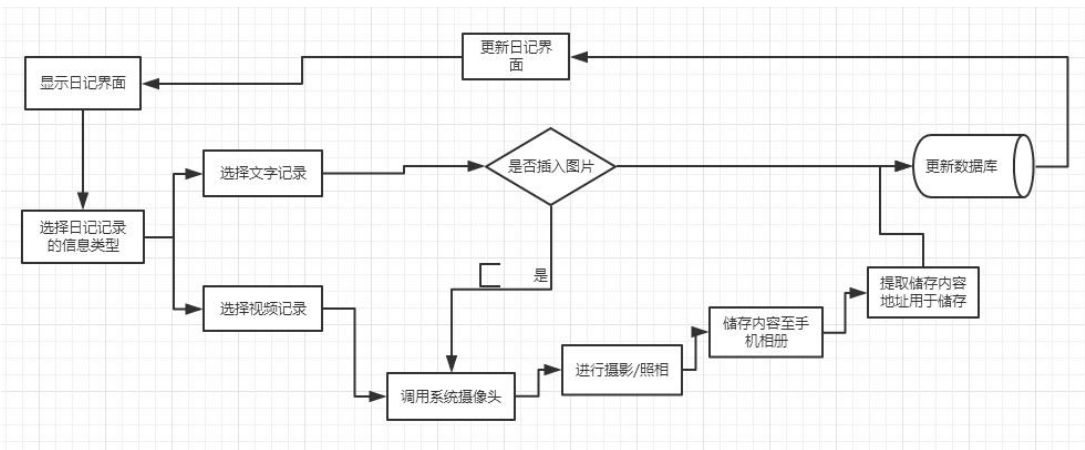 更新日记界
面
显示日记界面
选择文字记录
是否插入图片
更新数据库
选择日记记录
的信息类型
是
提取储存内容
地址用于储存
选择视频记录
储存内容至手
机相册
进行摄影/照相
调用系统摄像头